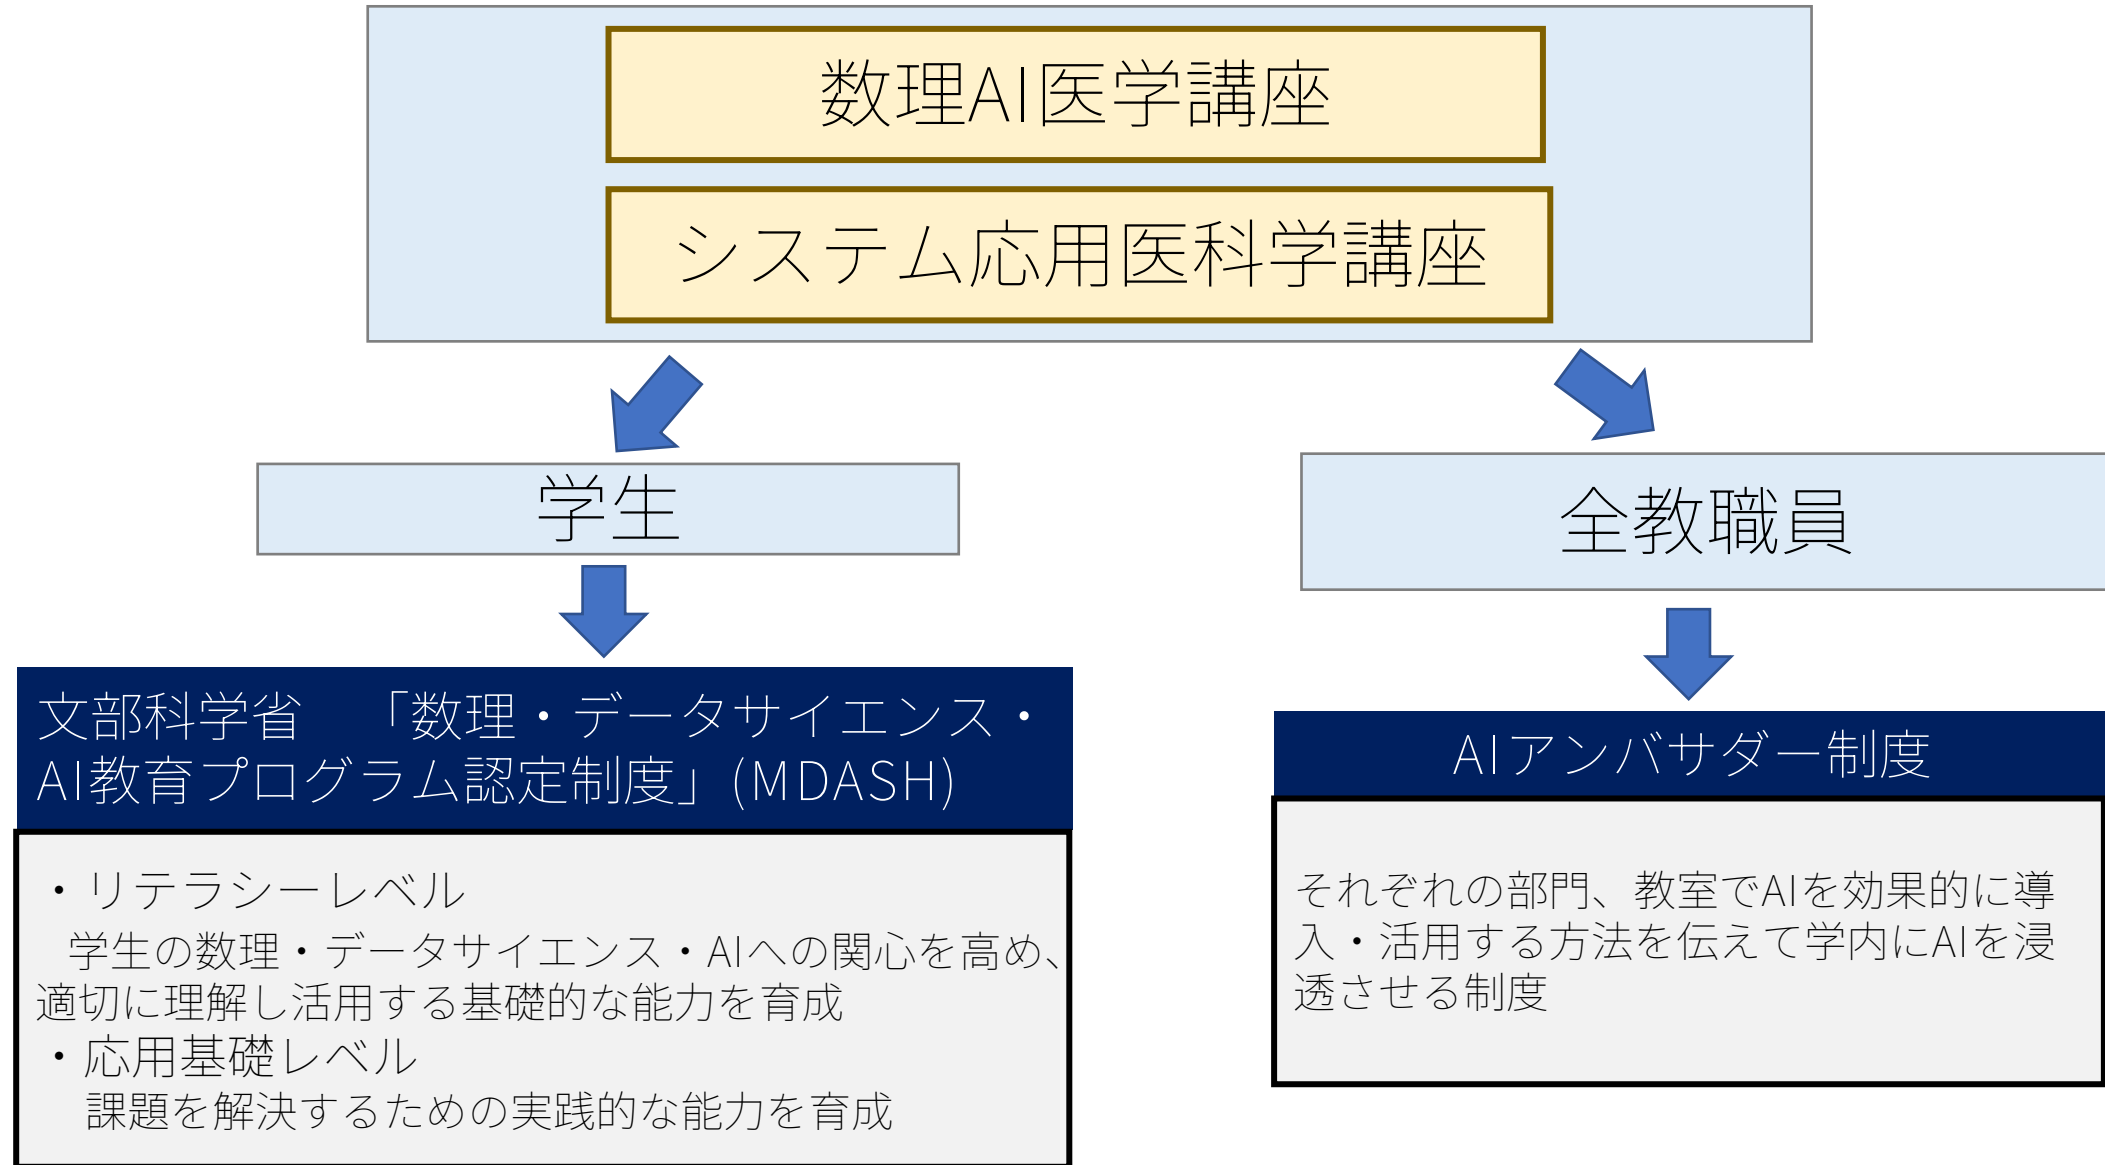 数理AI医学講座
システム応用医科学講座
学生
全教職員
文部科学省　「数理・データサイエンス・
AI教育プログラム認定制度」(MDASH)
・リテラシーレベル
学生の数理・データサイエンス・AIへの関心を高め、
適切に理解し活用する基礎的な能力を育成
・応用基礎レベル
課題を解決するための実践的な能力を育成
AIアンバサダー制度
それぞれの部門、教室でAIを効果的に導
入・活用する方法を伝えて学内にAIを浸
透させる制度